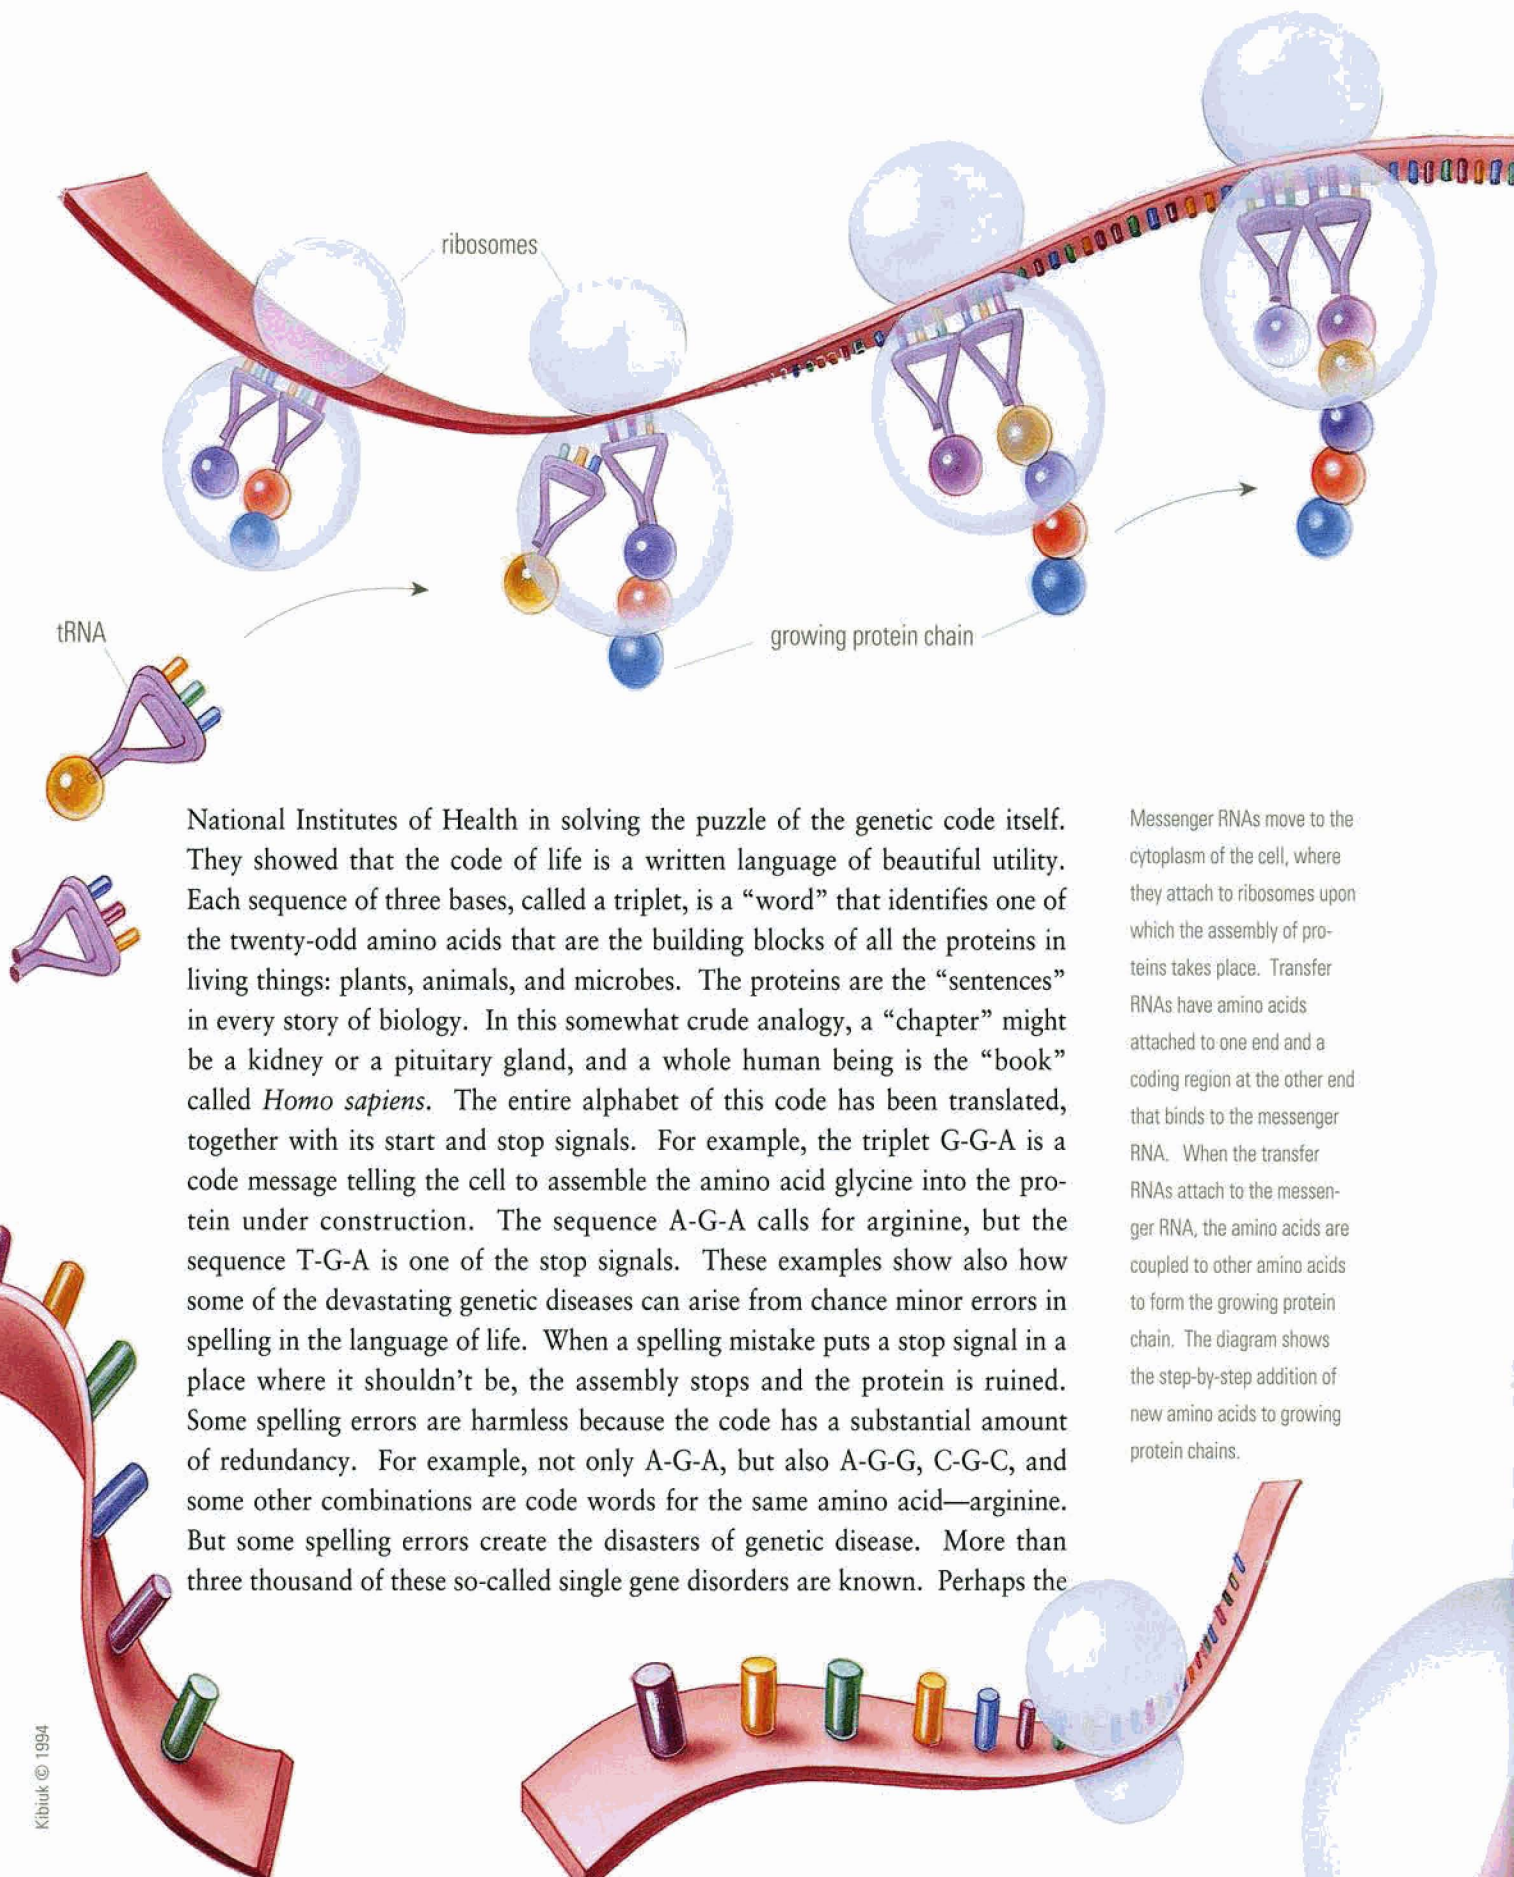 ribosomes
tRNA
growing protein chain
National Institutes of Health in solving the puzzle of the genetic code itself.
They showed that the code of life is a written language of beautiful utility.
Each sequence of three bases, called a triplet, is a “word” that identifies one of
the twenty-odd amino acids that are the building blocks of all the proteins in
living things: plants, animals, and microbes. The proteins are the “sentences”
in every story of biology. In this somewhat crude analogy, a “chapter” might
be a kidney or a pituitary gland, and a whole human being is the “book”
called Homo sapiens. The entire alphabet of this code has been translated,
together with its start and stop signals. For example, the triplet G-G-A is a
code message telling the cell to assemble the amino acid glycine into the pro-
tein under construction. The sequence A-G-A calls for arginine, but the
sequence T-G-A is one of the stop signals. These examples show also how
some of the devastating genetic diseases can arise from chance minor errors in
spelling in the language of life. When a spelling mistake puts a stop signal in a
place where it shouldn’t be, the assembly stops and the protein is ruined.
Some spelling errors are harmless because the code has a substantial amount
of redundancy. For example, not only A-G-A, but also A-G-G, C-G-C, and
some other combinations are code words for the same amino acid—arginine.
But some spelling errors create the disasters of genetic disease. More than
three thousand of these so-called single gene disorders are known. Perhaps the
Messenger RNAs move to the
cytoplasm of the cell, where
they attach to ribosomes upon
which the assembly of pro-
teins takes place. Transfer
RNAs have amino acids
attached to one end and a
coding region at the other end
that binds to the messenger
RNA. When the transfer
RNAs attach to the messen-
ger RNA, the amino acids are
coupled to other amino acids
to form the growing protein
chain. The diagram shows
the step-by-step addition of
new amino acids to growing
protein chains.
Kibiuk © 1994